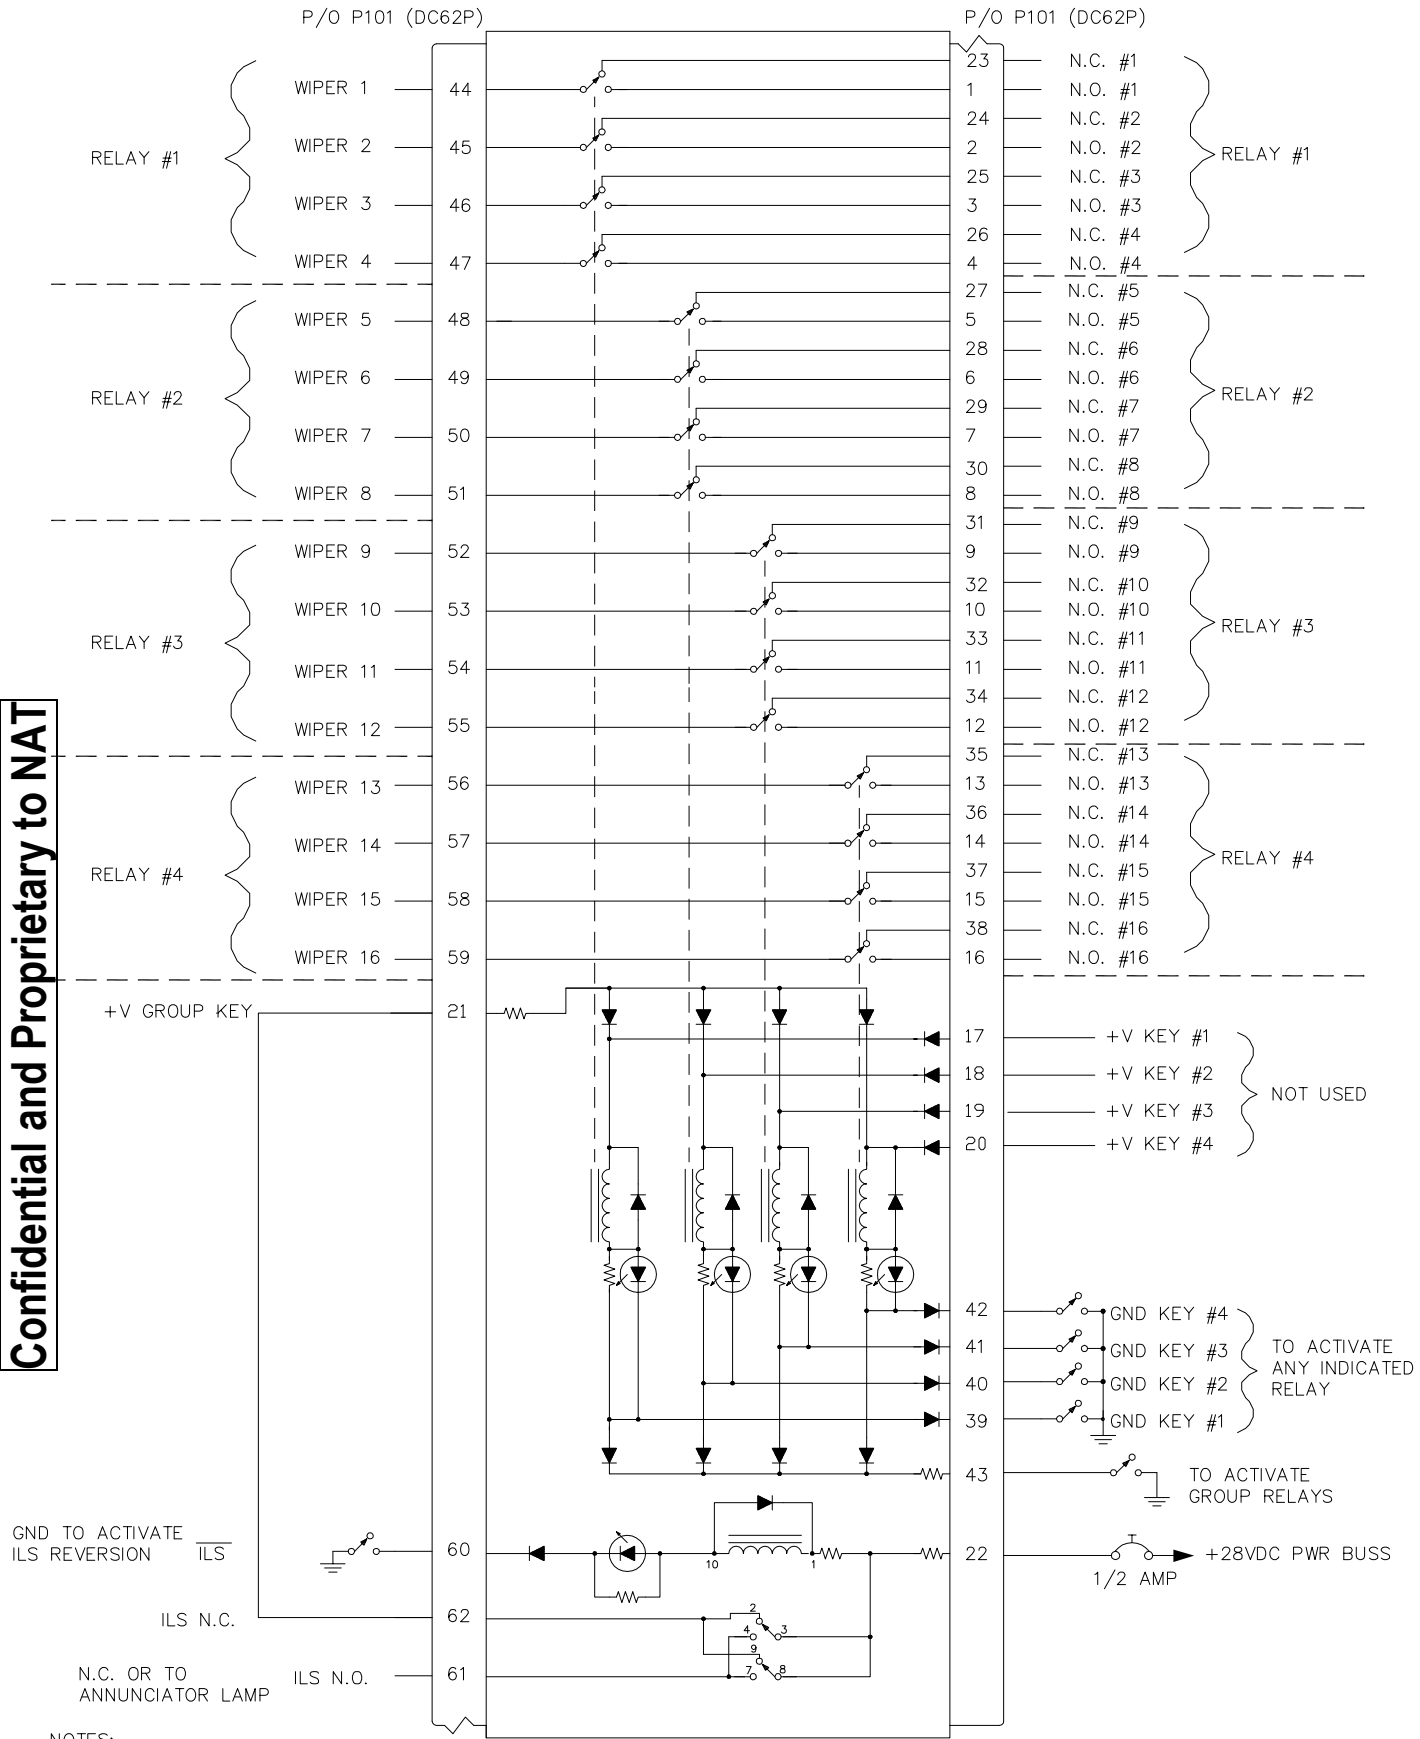 P/O P101 (DC62P) P/O P101 (DC62P)
23 N.C. #1
WIPER 1 44 1 N.O. #1
24 N.C. #2
WIPER 2 45 2 N.O. #2
RELAY #1 RELAY #1
25 N.C. #3
WIPER 3 46 3 N.O. #3
26 N.C. #4
WIPER 4 47 4 N.O. #4
27 N.C. #5
WIPER 5 48 5 N.O. #5
28 N.C. #6
WIPER 6 49 6 N.O. #6
RELAY #2 RELAY #2
29 N.C. #7
WIPER 7 50 7 N.O. #7
30 N.C. #8
WIPER 8 51 8 N.O. #8
31 N.C. #9
WIPER 9 52 9 N.O. #9
32 N.C. #10
WIPER 10 53 10 N.O. #10
RELAY #3 RELAY #3
33 N.C. #11
WIPER 11 54 11 N.O. #11
34 N.C. #12
WIPER 12 55 12 N.O. #12
35 N.C. #13
WIPER 13 56 13 N.O. #13
36 N.C. #14
WIPER 14 57 14 N.O. #14
RELAY #4 RELAY #4
37 N.C. #15
WIPER 15 58 15 N.O. #15
38 N.C. #16
WIPER 16 59 16 N.O. #16
Confidential and Proprietary to NAT
+V GROUP KEY 21
17 +V KEY #1
18 +V KEY #2
NOT USED
19 +V KEY #3
20 +V KEY #4
42 GND KEY #4
41 GND KEY #3
40 GND KEY #2
39 GND KEY #1
TO ACTIVATE
ANY INDICATED
RELAY
43 TO ACTIVATE
GROUP RELAYS
GND TO ACTIVATE
ILS REVERSION ILS
60 10 1 22 +28VDC PWR BUSS
1/2 AMP
ILS N.C. 62 2
4 3
9
7 8
N.C. OR TO
ANNUNCIATOR LAMP
ILS N.O. 61
NOTES: